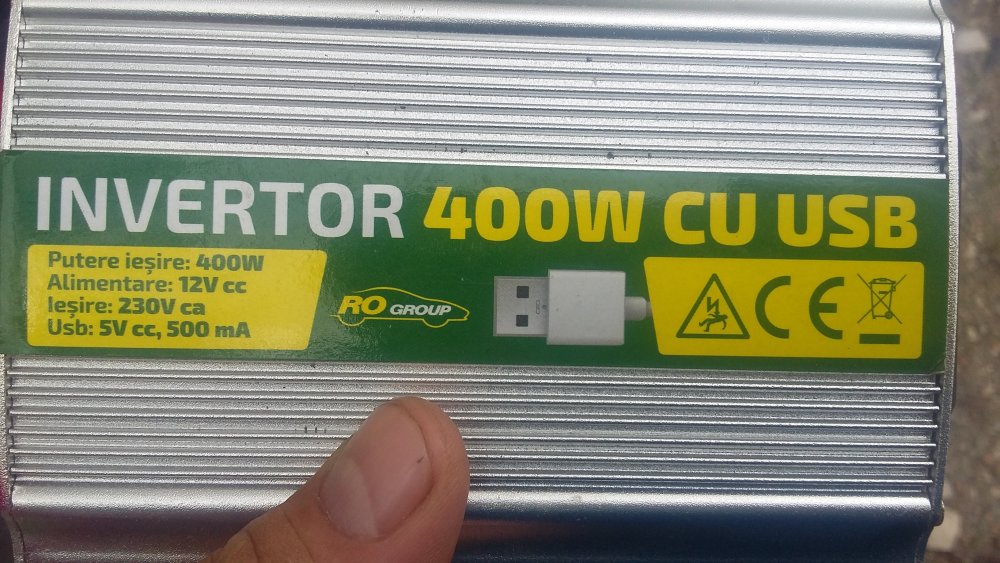 INVERTOR 400W CU USB
Putere ieșire: 400W
Alimentare: 12V cc
Ieșire: 230V ca
Usb: 5V cc, 500 mA
RO GROUP
CE